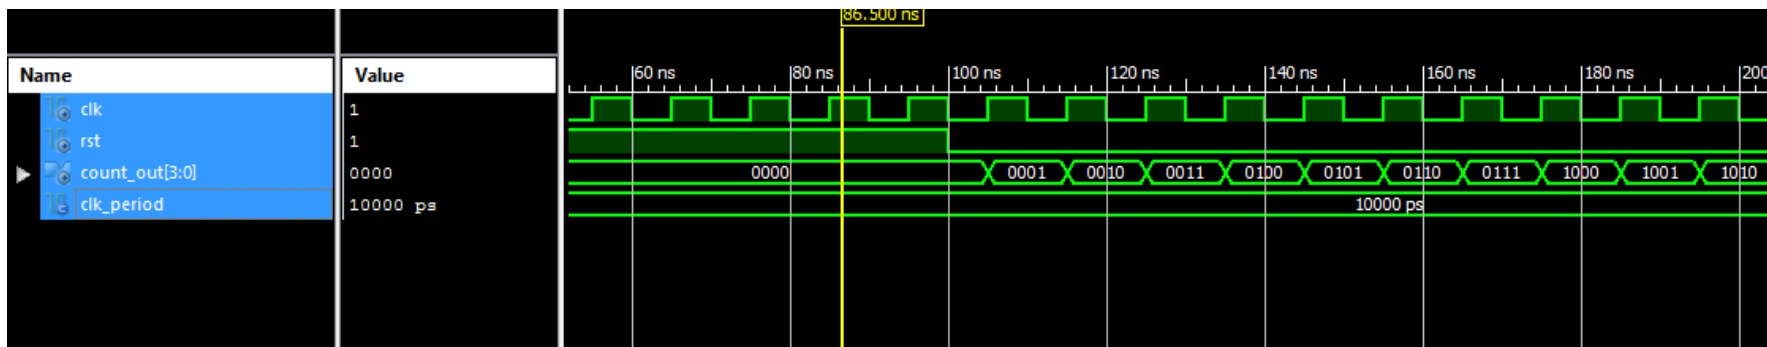 86.500 ns
Name Value 60 ns 80 ns 100 ns 120 ns 140 ns 160 ns 180 ns 200
clk 1
rst 1
count_out[3:0] 0000 0000 0001 0010 0011 0100 0101 0110 0111 1000 1001 1010
clk_period 10000 ps 10000 ps